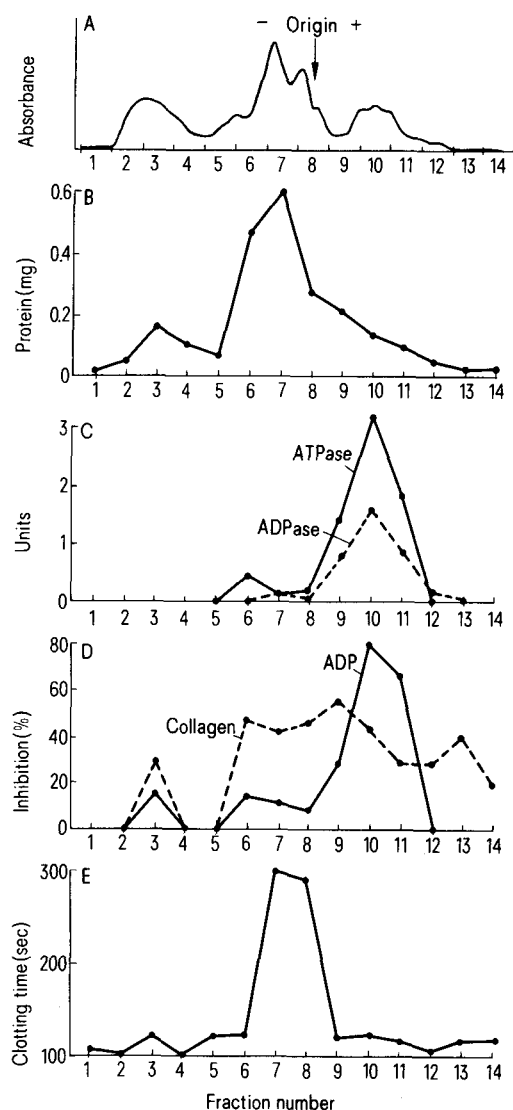 A
− Origin +
Absorbance
1 2 3 4 5 6 7 8 9 10 11 12 13 14
B
Protein (mg)
0.6
0.4
0.2
0
1 2 3 4 5 6 7 8 9 10 11 12 13 14
C
Units
3
2
1
0
ATPase
ADPase
1 2 3 4 5 6 7 8 9 10 11 12 13 14
D
Inhibition (%)
80
60
40
20
0
ADP
Collagen
1 2 3 4 5 6 7 8 9 10 11 12 13 14
E
Clotting time (sec)
300
200
100
1 2 3 4 5 6 7 8 9 10 11 12 13 14
Fraction number